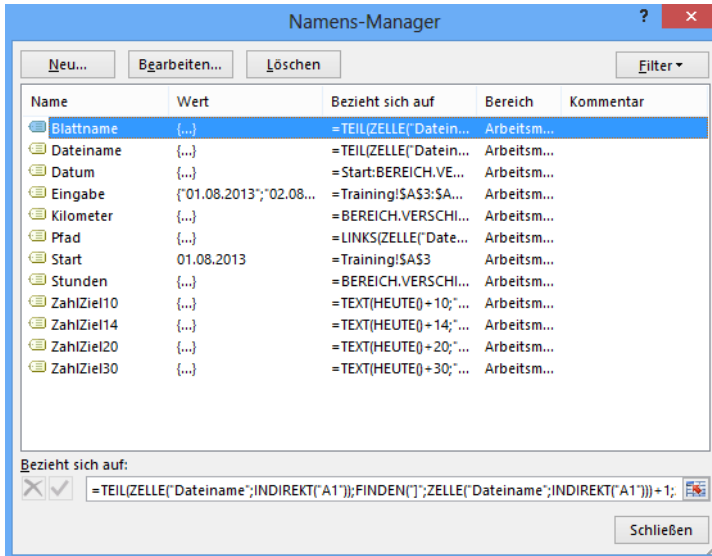 Namens-Manager ? ×
Neu... Bearbeiten... Löschen Filter
Name Wert Bezieht sich auf Bereich Kommentar
Blattname {...} =TEIL(ZELLE("Datein... Arbeitsm...
Dateiname {...} =TEIL(ZELLE("Datein... Arbeitsm...
Datum {...} =Start:BEREICH.VE... Arbeitsm...
Eingabe {"01.08.2013";"02.08... =Training!$A$3:$A... Arbeitsm...
Kilometer {...} =BEREICH.VERSCHI... Arbeitsm...
Pfad {...} =LINKS(ZELLE("Date... Arbeitsm...
Start 01.08.2013 =Training!$A$3 Arbeitsm...
Stunden {...} =BEREICH.VERSCHI... Arbeitsm...
ZahlZiel10 {...} =TEXT(HEUTE()+10;"... Arbeitsm...
ZahlZiel14 {...} =TEXT(HEUTE()+14;"... Arbeitsm...
ZahlZiel20 {...} =TEXT(HEUTE()+20;"... Arbeitsm...
ZahlZiel30 {...} =TEXT(HEUTE()+30;"... Arbeitsm...
Bezieht sich auf:
=TEIL(ZELLE("Dateiname";INDIREKT("A1"));FINDEN("]";ZELLE("Dateiname";INDIREKT("A1")))+1;
Schließen